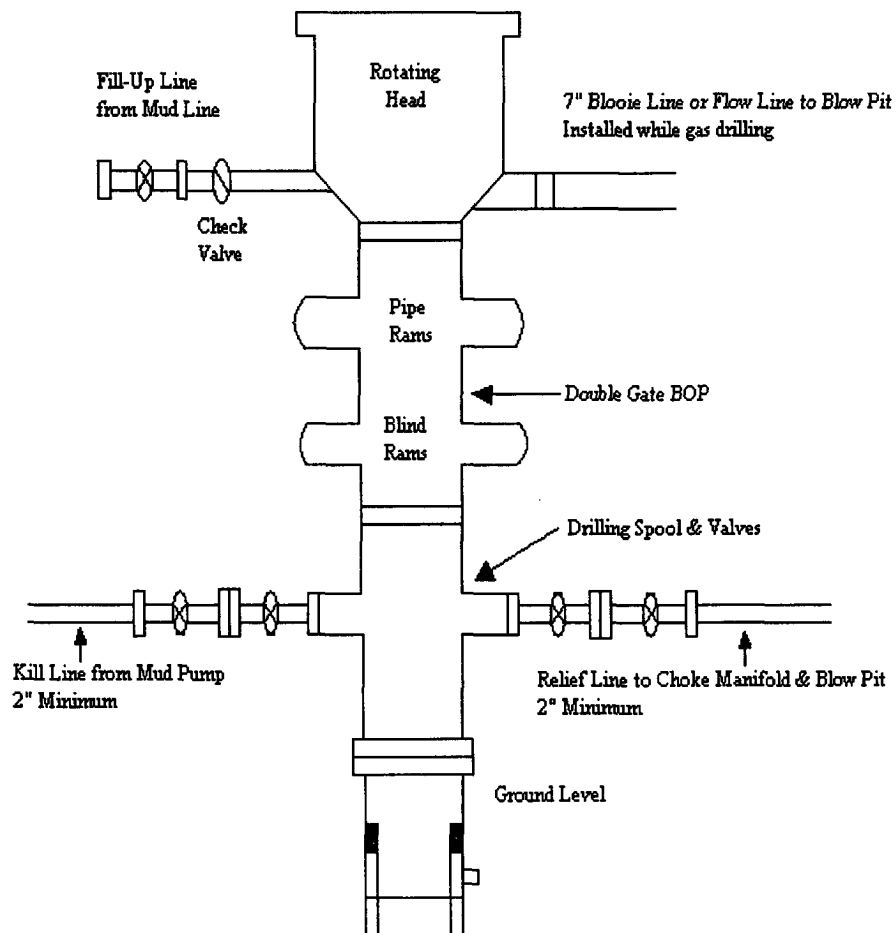 Rotating
Head
Fill-Up Line
from Mud Line
7" Blooie Line or Flow Line to Blow Pit
Installed while gas drilling
Check
Valve
Pipe
Rams
Double Gate BOP
Blind
Rams
Drilling Spool & Valves
Kill Line from Mud Pump
2" Minimum
Relief Line to Choke Manifold & Blow Pit
2" Minimum
Ground Level